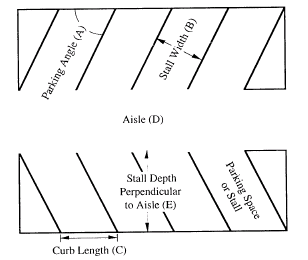 Parking Angle (A)
Stall Width (B)
Aisle (D)
Stall Depth
Perpendicular
to Aisle (E)
Parking Space
or Stall
Curb Length (C)